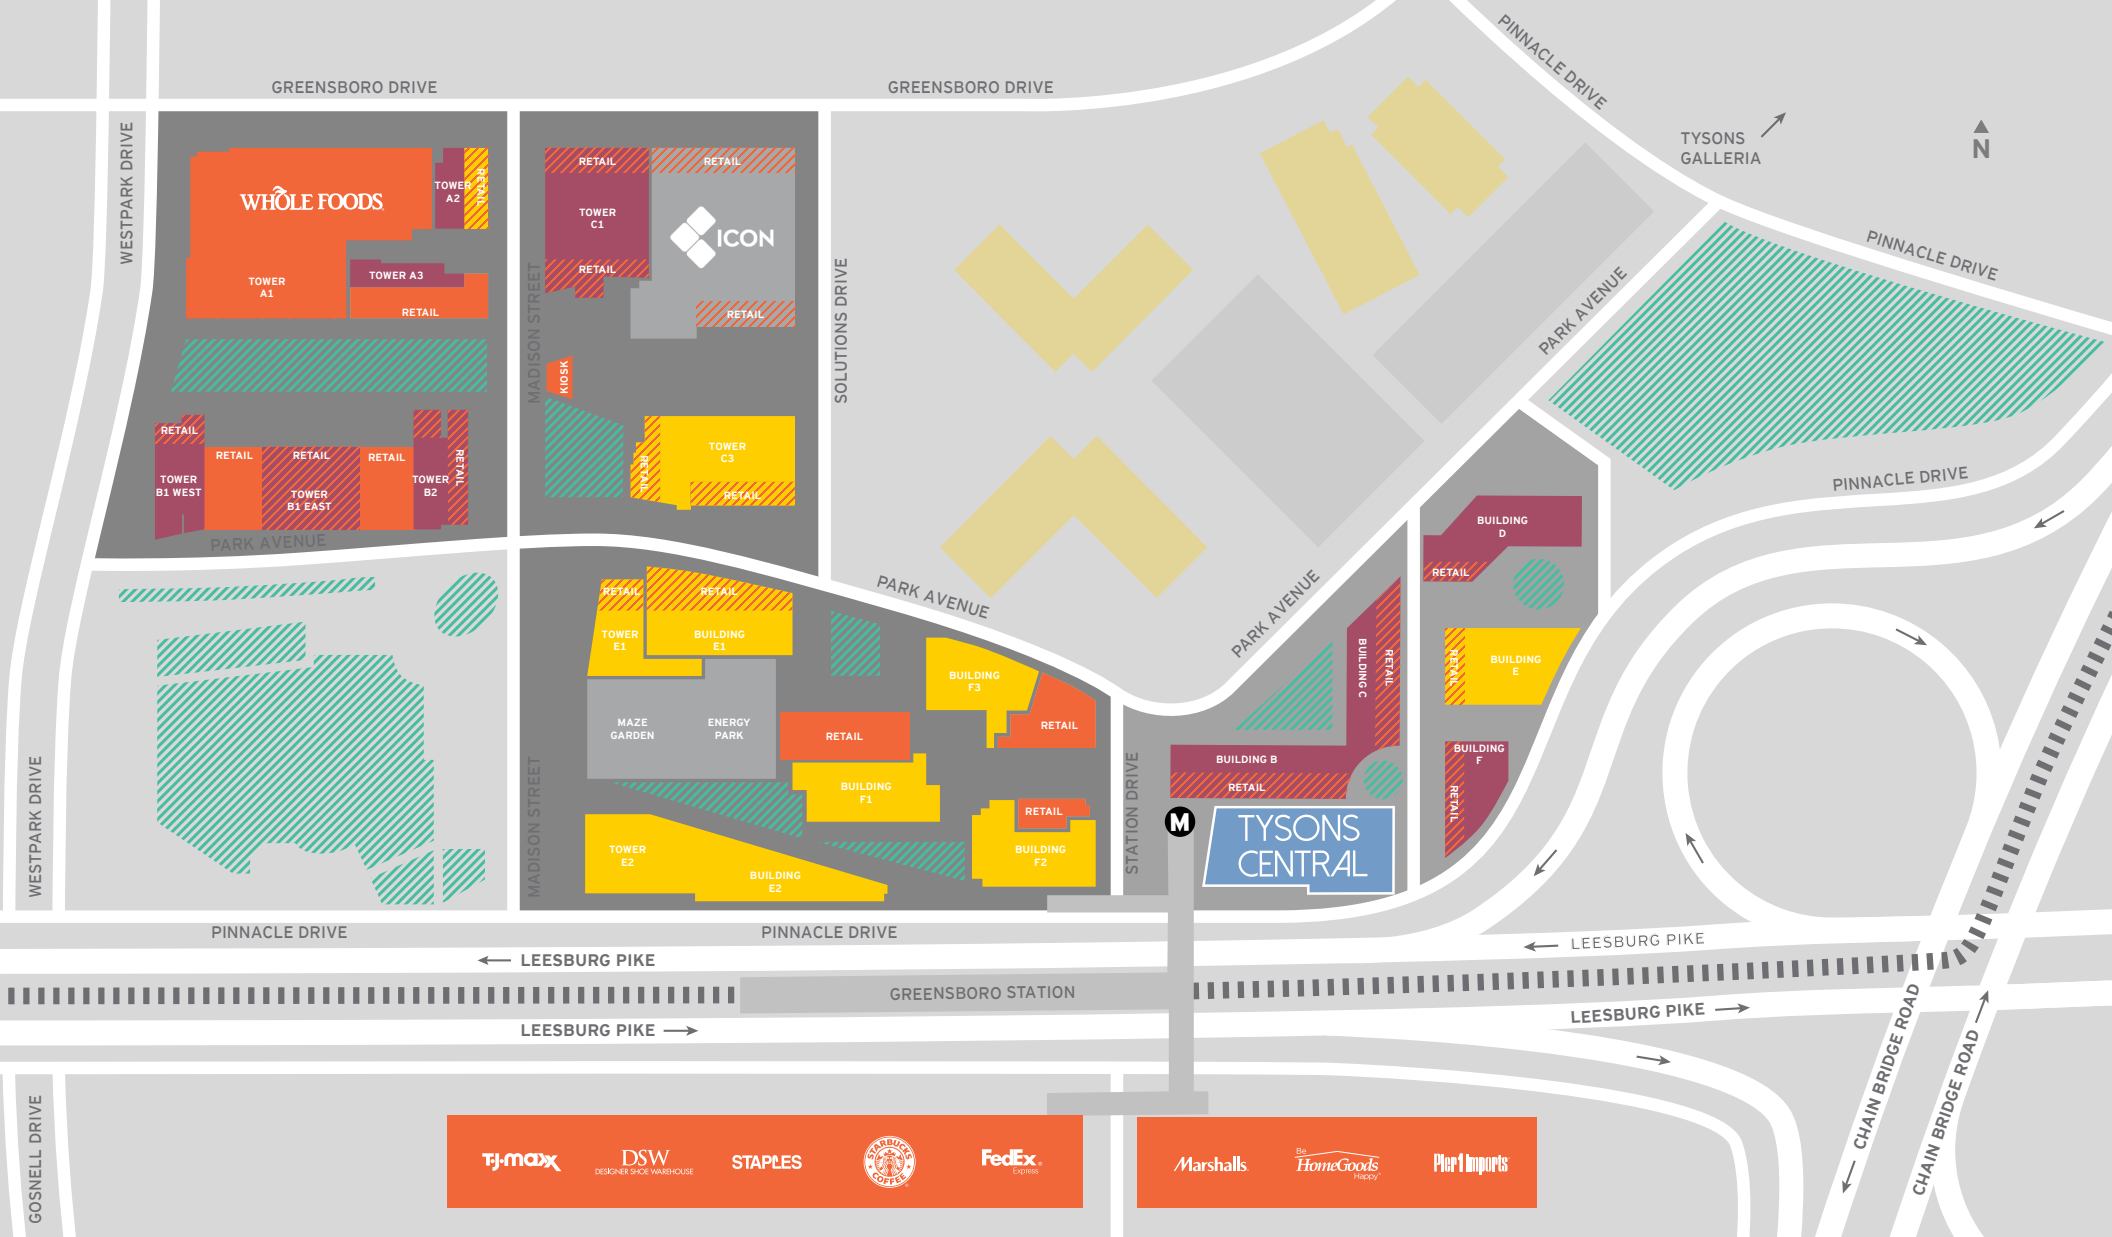 GREENSBORO DRIVE
GREENSBORO DRIVE
PINNACLE DRIVE
TYSONS
GALLERIA
N
WESTPARK DRIVE
WHOLE FOODS
TOWER
A1
TOWER
A2
RETAIL
TOWER A3
RETAIL
RETAIL
TOWER
C1
RETAIL
RETAIL
ICON
RETAIL
MADISON STREET
SOLUTIONS DRIVE
KIOSK
PINNACLE DRIVE
PARK AVENUE
RETAIL
TOWER
B1 WEST
RETAIL
RETAIL
TOWER
B1 EAST
RETAIL
TOWER
B2
RETAIL
PARK AVENUE
TOWER
C3
RETAIL
RETAIL
PINNACLE DRIVE
BUILDING
D
RETAIL
PARK AVENUE
PARK AVENUE
RETAIL
TOWER
E1
RETAIL
BUILDING
E1
MAZE
GARDEN
ENERGY
PARK
RETAIL
BUILDING
F3
RETAIL
BUILDING
F1
RETAIL
BUILDING
F2
TOWER
E2
BUILDING
E2
BUILDING C
RETAIL
RETAIL
BUILDING
E
BUILDING B
RETAIL
BUILDING
F
RETAIL
WESTPARK DRIVE
MADISON STREET
STATION DRIVE
M
TYSONS
CENTRAL
PINNACLE DRIVE
PINNACLE DRIVE
LEESBURG PIKE
LEESBURG PIKE
GREENSBORO STATION
LEESBURG PIKE
LEESBURG PIKE
CHAIN BRIDGE ROAD
CHAIN BRIDGE ROAD
GOSNELL DRIVE
T·J·maxx
DSW
DESIGNER SHOE WAREHOUSE
STAPLES
STARBUCKS
COFFEE
FedEx
Express
Marshalls
Be
HomeGoods
Happy
Pier 1 Imports